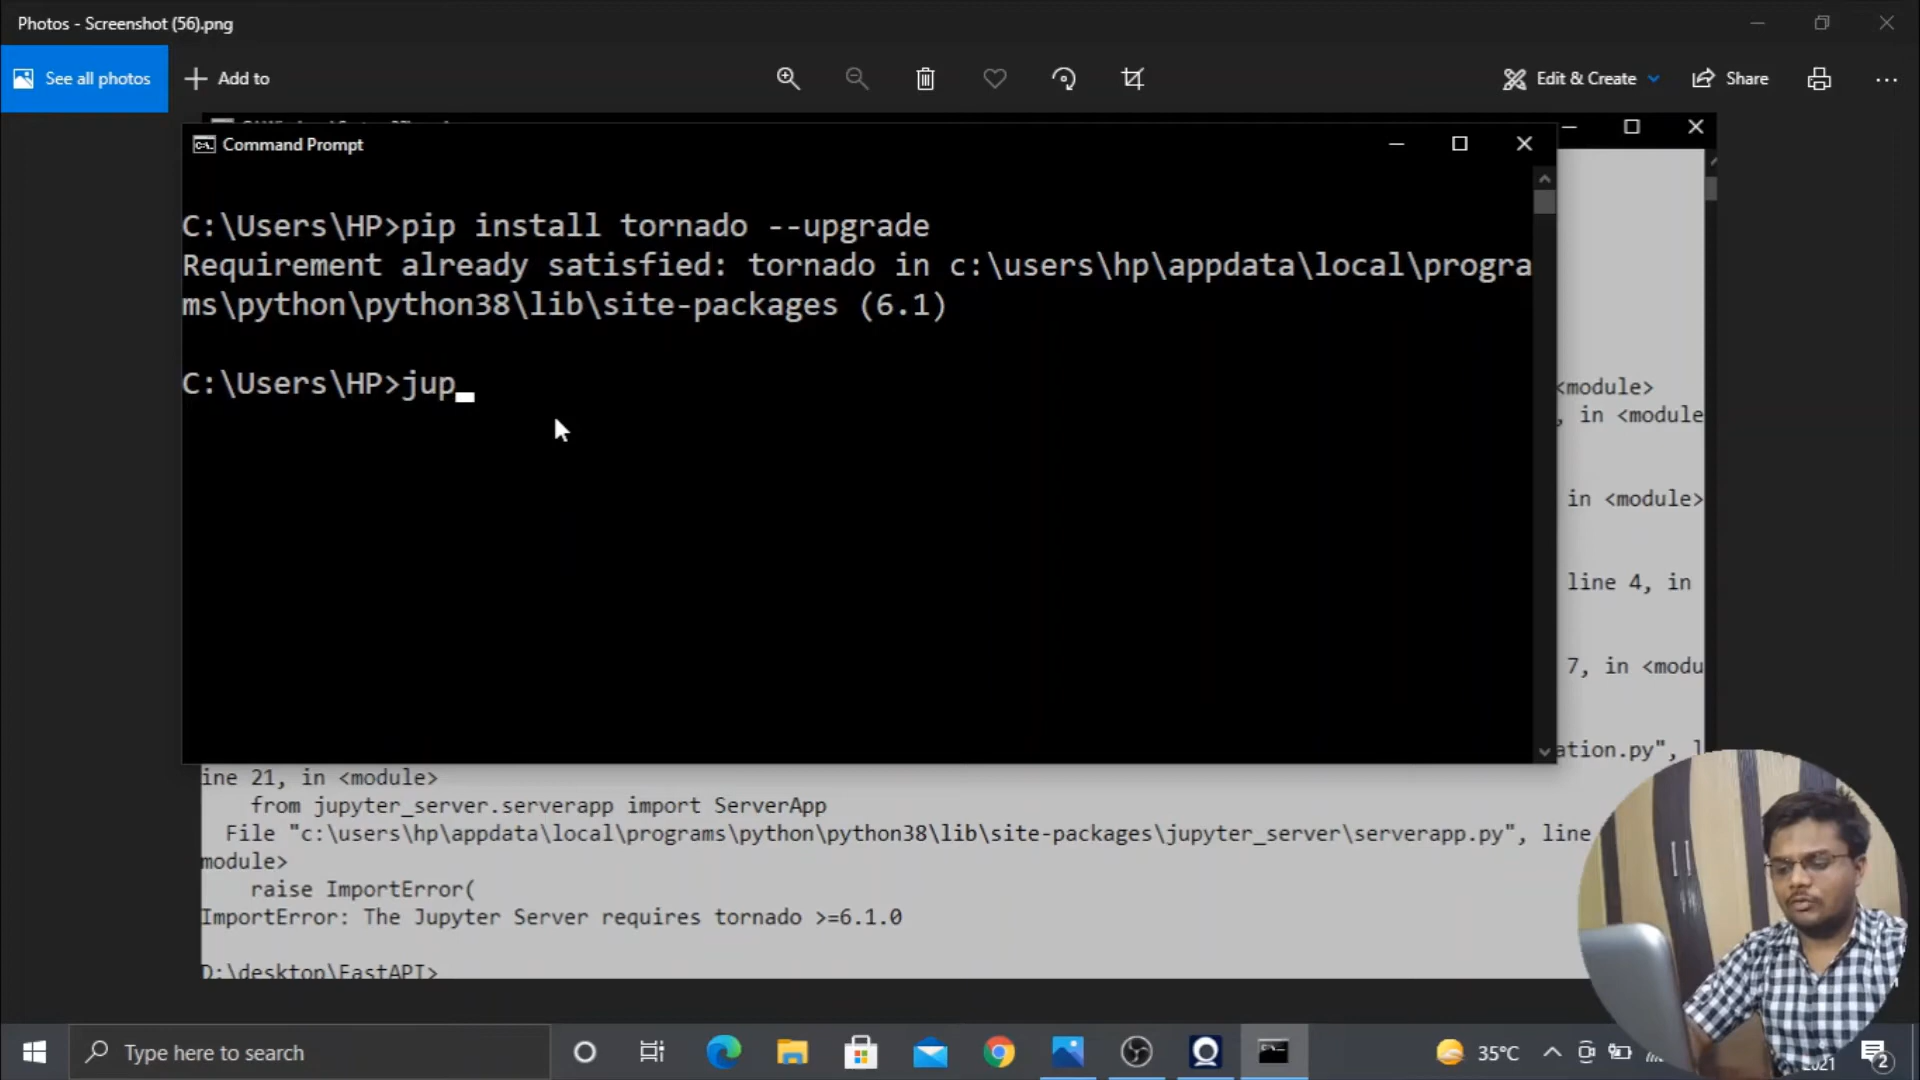 Photos - Screenshot (56).png
See all photos
Add to
Edit & Create
Share
Command Prompt
C:\Users\HP>pip install tornado --upgrade
Requirement already satisfied: tornado in c:\users\hp\appdata\local\progra
ms\python\python38\lib\site-packages (6.1)
C:\Users\HP>jup_
<module>
, in <module
in <module>
line 4, in
7, in <modu
ation.py", l
ine 21, in <module>
from jupyter_server.serverapp import ServerApp
File "c:\users\hp\appdata\local\programs\python\python38\lib\site-packages\jupyter_server\serverapp.py", line
module>
raise ImportError(
ImportError: The Jupyter Server requires tornado >=6.1.0
D:\desktop\FastAPI>
Type here to search
35°C
2021
2